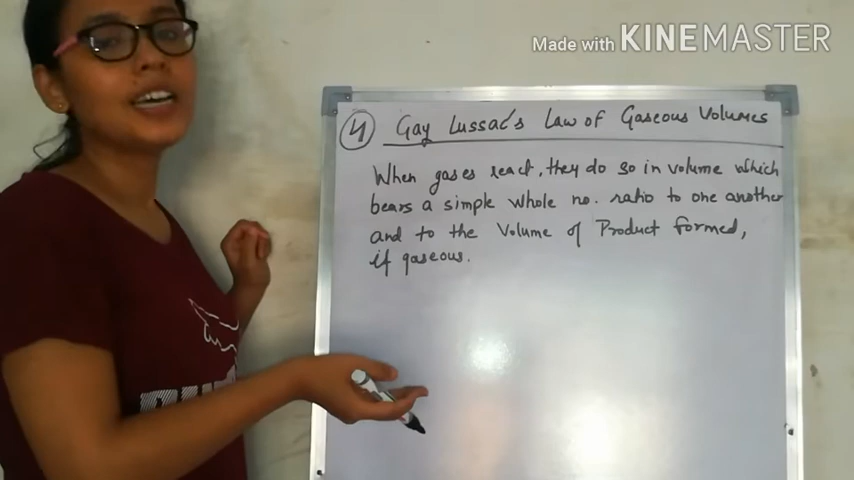 Made with KINEMASTER
4 Gay Lussac's Law of Gaseous Volumes
When gases react, they do so in volume which
bears a simple whole no. ratio to one another
and to the volume of Product formed,
if gaseous.